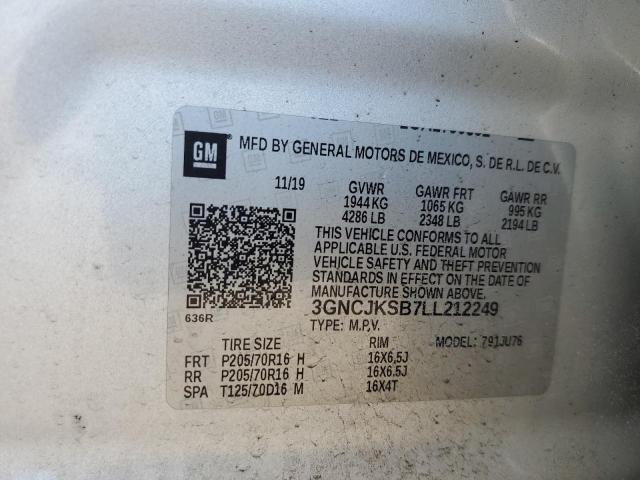 GM
MFD BY GENERAL MOTORS DE MEXICO, S. DE R.L. DE C.V.
11/19 GVWR GAWR FRT GAWR RR
1944 KG 1065 KG 995 KG
4286 LB 2348 LB 2194 LB
THIS VEHICLE CONFORMS TO ALL
APPLICABLE U.S. FEDERAL MOTOR
VEHICLE SAFETY AND THEFT PREVENTION
STANDARDS IN EFFECT ON THE DATE OF
MANUFACTURE SHOWN ABOVE.
636R 3GNCJKSB7LL212249
TYPE: M.P.V. MODEL: 791JU76
TIRE SIZE RIM
FRT P205/70R16 H 16X6.5J
RR P205/70R16 H 16X6.5J
SPA T125/70D16 M 16X4T